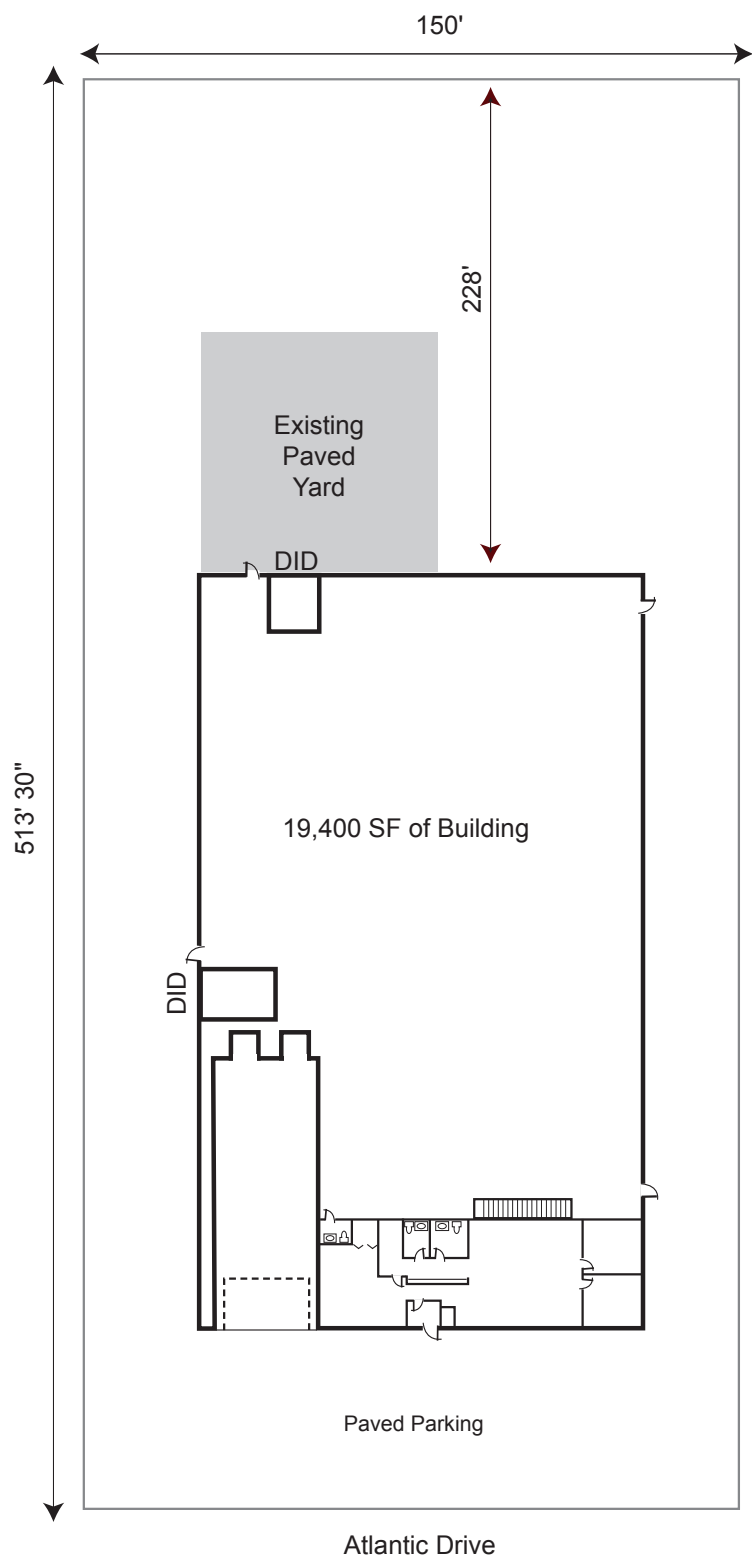 150'
228'
513' 30"
Existing
Paved
Yard
DID
19,400 SF of Building
DID
Paved Parking
Atlantic Drive